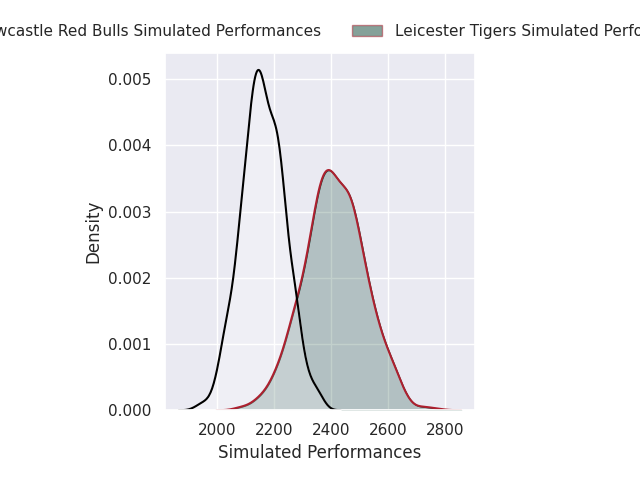 wcastle Red Bulls Simulated Performances
Leicester Tigers Simulated Perfo
0.005
0.004
0.003
0.002
0.001
0.000
Density
2000 2200 2400 2600 2800
Simulated Performances